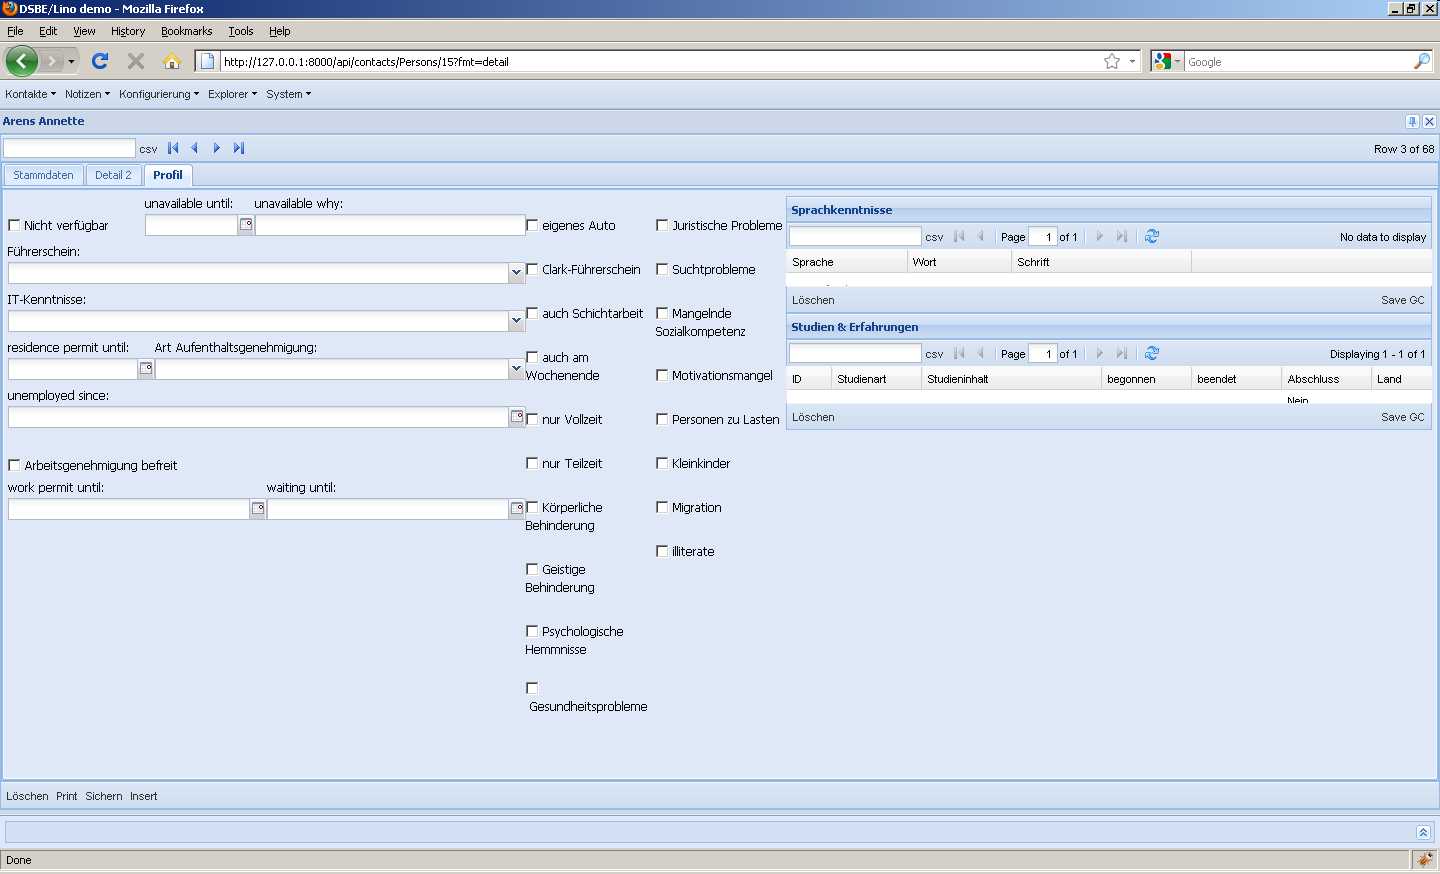 DSBE/Lino demo - Mozilla Firefox
File Edit View History Bookmarks Tools Help
http://127.0.0.1:8000/api/contacts/Persons/15?fmt=detail
Google
Kontakte Notizen Konfigurierung Explorer System
Arens Annette
csv
Row 3 of 68
Stammdaten Detail 2 Profil
unavailable until: unavailable why:
Nicht verfügbar
Führerschein:
IT-Kenntnisse:
residence permit until: Art Aufenthaltsgenehmigung:
unemployed since:
Arbeitsgenehmigung befreit
work permit until: waiting until:
eigenes Auto
Clark-Führerschein
auch Schichtarbeit
auch am
Wochenende
nur Vollzeit
nur Teilzeit
Körperliche
Behinderung
Geistige
Behinderung
Psychologische
Hemmnisse
Gesundheitsprobleme
Juristische Probleme
Suchtprobleme
Mangelnde
Sozialkompetenz
Motivationsmangel
Personen zu Lasten
Kleinkinder
Migration
illiterate
Sprachkenntnisse
csv Page 1 of 1 No data to display
Sprache Wort Schrift
Löschen Save GC
Studien & Erfahrungen
csv Page 1 of 1 Displaying 1 - 1 of 1
ID Studienart Studieninhalt begonnen beendet Abschluss Land
Nein
Löschen Save GC
Löschen Print Sichern Insert
Done